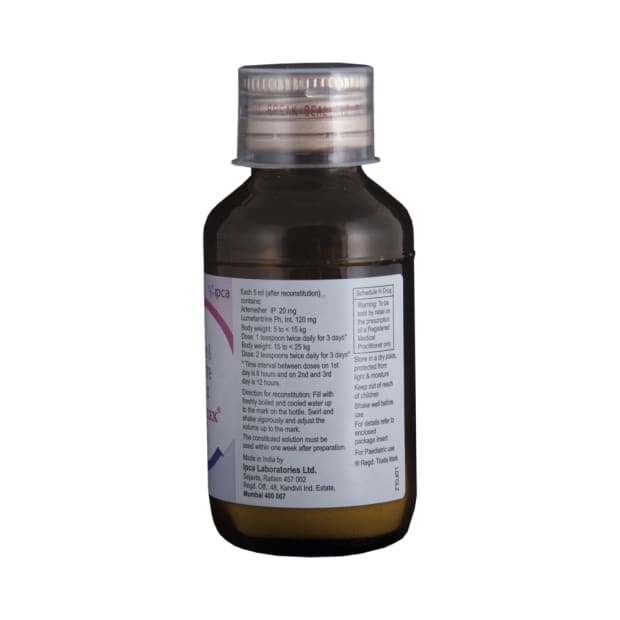 BREAK SEAL
ipca
&
x®
Each 5 ml (after reconstitution)
contains:
Artemether IP 20 mg
Lumefantrine Ph. Int. 120 mg
Body weight: 5 to < 15 kg
Dose: 1 teaspoon twice daily for 3 days*
Body weight: 15 to < 25 kg
Dose: 2 teaspoons twice daily for 3 days*
* Time interval between doses on 1st
day is 8 hours and on 2nd and 3rd
day is 12 hours.
Direction for reconstitution: Fill with
freshly boiled and cooled water up
to the mark on the bottle. Swirl and
shake vigorously and adjust the
volume up to the mark.
The constituted solution must be
used within one week after preparation.
Made in India by
Ipca Laboratories Ltd.
Sejavta, Ratlam 457 002
Regd. Off.: 48, Kandivli Ind. Estate,
Mumbai 400 067
Schedule H Drug
Warning: To be
sold by retail on
the prescription
of a Registered
Medical
Practitioner only.
Store in a dry place,
protected from
light & moisture
Keep out of reach
of children
Shake well before
use
For details refer to
enclosed
package insert
For Paediatric use
® Regd. Trade Mark